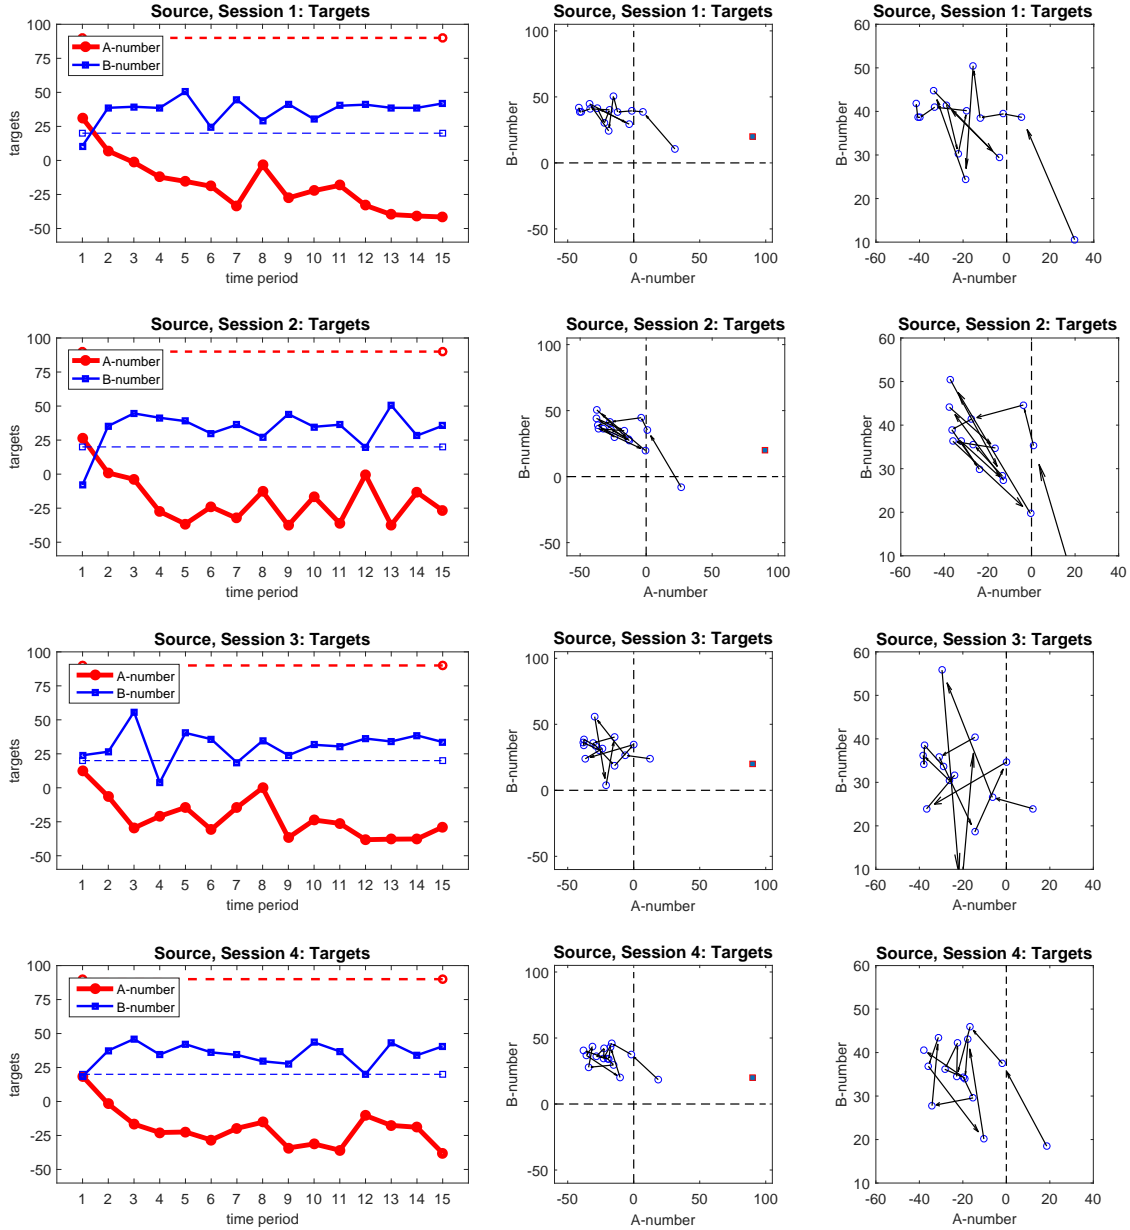 Source, Session 1: Targets
100
75
50
25
0
-25
-50
targets
A-number
B-number
1 2 3 4 5 6 7 8 9 10 11 12 13 14 15
time period
Source, Session 1: Targets
100
50
0
-50
B-number
-50 0 50 100
A-number
Source, Session 1: Targets
60
50
40
30
20
10
B-number
-60 -40 -20 0 20 40
A-number
Source, Session 2: Targets
100
75
50
25
0
-25
-50
targets
A-number
B-number
1 2 3 4 5 6 7 8 9 10 11 12 13 14 15
time period
Source, Session 2: Targets
100
50
0
-50
B-number
-50 0 50 100
A-number
Source, Session 2: Targets
60
50
40
30
20
10
B-number
-60 -40 -20 0 20 40
A-number
Source, Session 3: Targets
100
75
50
25
0
-25
-50
targets
A-number
B-number
1 2 3 4 5 6 7 8 9 10 11 12 13 14 15
time period
Source, Session 3: Targets
100
50
0
-50
B-number
-50 0 50 100
A-number
Source, Session 3: Targets
60
50
40
30
20
10
B-number
-60 -40 -20 0 20 40
A-number
Source, Session 4: Targets
100
75
50
25
0
-25
-50
targets
A-number
B-number
1 2 3 4 5 6 7 8 9 10 11 12 13 14 15
time period
Source, Session 4: Targets
100
50
0
-50
B-number
-50 0 50 100
A-number
Source, Session 4: Targets
60
50
40
30
20
10
B-number
-60 -40 -20 0 20 40
A-number